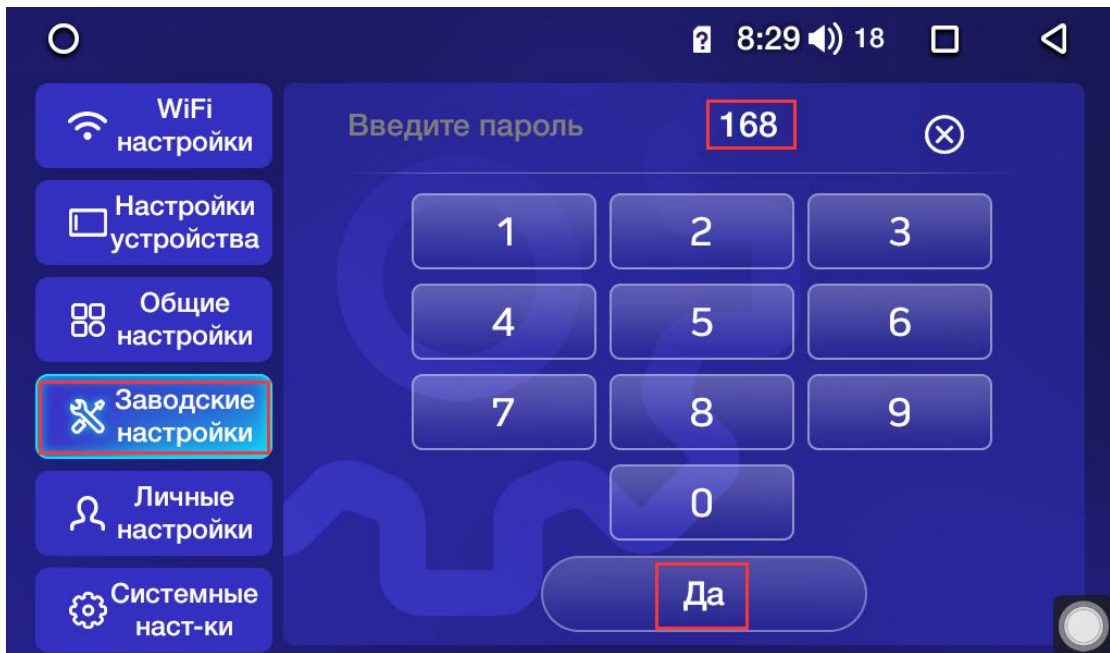 8:29 18
WiFi
настройки
Настройки
устройства
Общие
настройки
Заводские
настройки
Личные
настройки
Системные
наст-ки
Введите пароль 168
1 2 3
4 5 6
7 8 9
0
Да